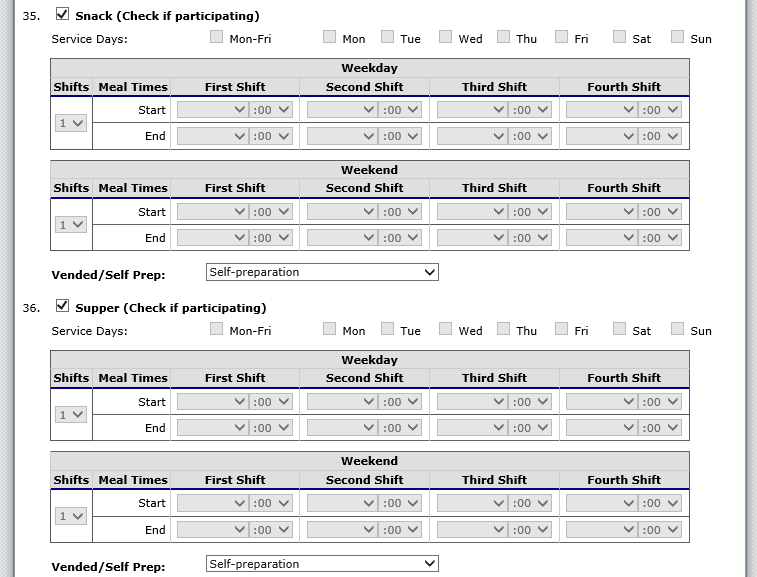 35. Snack (Check if participating)
Service Days: Mon-Fri Mon Tue Wed Thu Fri Sat Sun
Weekday
Shifts Meal Times First Shift Second Shift Third Shift Fourth Shift
1 Start :00 :00 :00 :00
End :00 :00 :00 :00
Weekend
Shifts Meal Times First Shift Second Shift Third Shift Fourth Shift
1 Start :00 :00 :00 :00
End :00 :00 :00 :00
Vended/Self Prep: Self-preparation
36. Supper (Check if participating)
Service Days: Mon-Fri Mon Tue Wed Thu Fri Sat Sun
Weekday
Shifts Meal Times First Shift Second Shift Third Shift Fourth Shift
1 Start :00 :00 :00 :00
End :00 :00 :00 :00
Weekend
Shifts Meal Times First Shift Second Shift Third Shift Fourth Shift
1 Start :00 :00 :00 :00
End :00 :00 :00 :00
Vended/Self Prep: Self-preparation